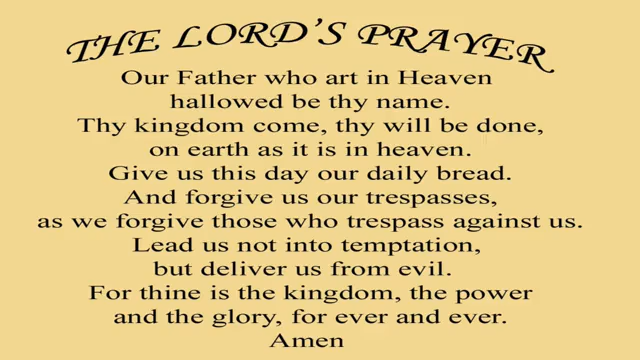 THE LORD'S PRAYER
Our Father who art in Heaven
hallowed be thy name.
Thy kingdom come, thy will be done,
on earth as it is in heaven.
Give us this day our daily bread.
And forgive us our trespasses,
as we forgive those who trespass against us.
Lead us not into temptation,
but deliver us from evil.
For thine is the kingdom, the power
and the glory, for ever and ever.
Amen